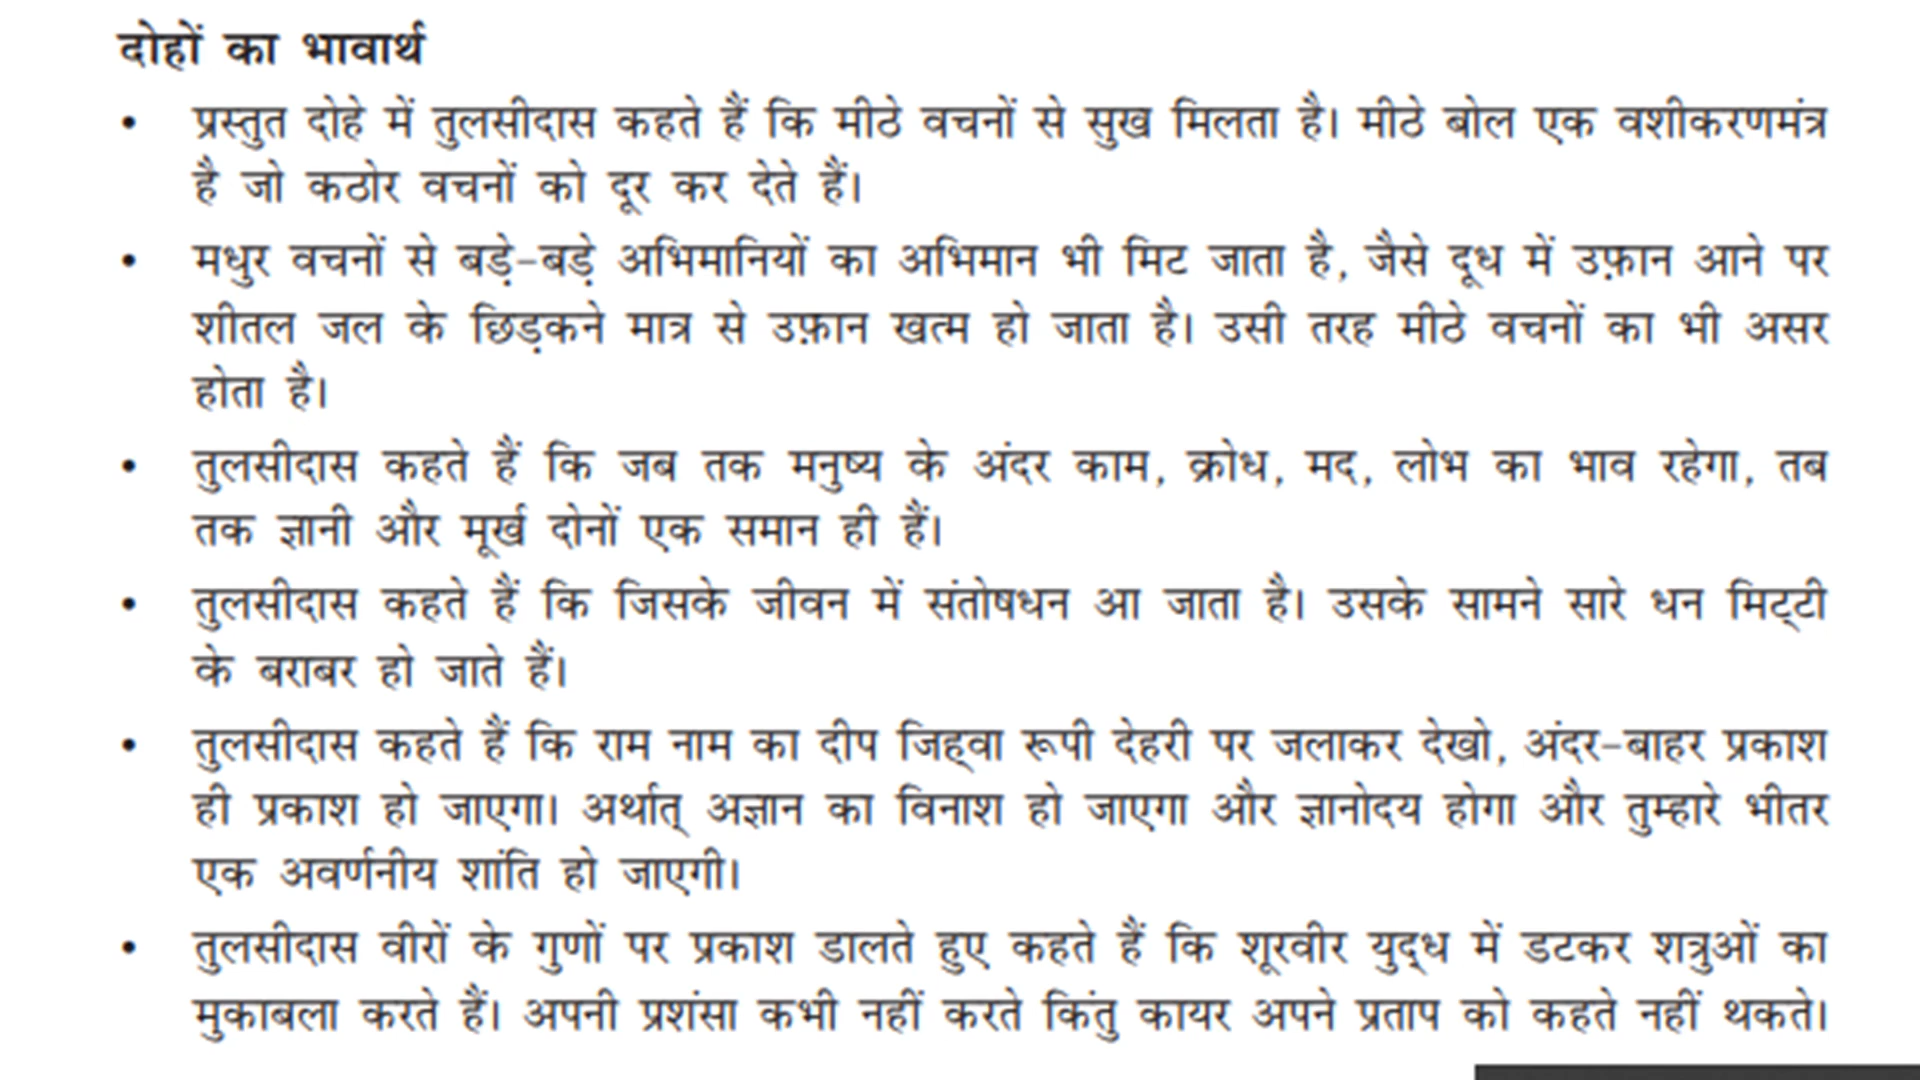 दोहों का भावार्थ
• प्रस्तुत दोहे में तुलसीदास कहते हैं कि मीठे वचनों से सुख मिलता है। मीठे बोल एक वशीकरणमंत्र
है जो कठोर वचनों को दूर कर देते हैं।
• मधुर वचनों से बड़े-बड़े अभिमानियों का अभिमान भी मिट जाता है, जैसे दूध में उफ़ान आने पर
शीतल जल के छिड़कने मात्र से उफ़ान खत्म हो जाता है। उसी तरह मीठे वचनों का भी असर
होता है।
• तुलसीदास कहते हैं कि जब तक मनुष्य के अंदर काम, क्रोध, मद, लोभ का भाव रहेगा, तब
तक ज्ञानी और मूर्ख दोनों एक समान ही हैं।
• तुलसीदास कहते हैं कि जिसके जीवन में संतोषधन आ जाता है। उसके सामने सारे धन मिट्टी
के बराबर हो जाते हैं।
• तुलसीदास कहते हैं कि राम नाम का दीप जिह्वा रूपी देहरी पर जलाकर देखो, अंदर-बाहर प्रकाश
ही प्रकाश हो जाएगा। अर्थात् अज्ञान का विनाश हो जाएगा और ज्ञानोदय होगा और तुम्हारे भीतर
एक अवर्णनीय शांति हो जाएगी।
• तुलसीदास वीरों के गुणों पर प्रकाश डालते हुए कहते हैं कि शूरवीर युद्ध में डटकर शत्रुओं का
मुकाबला करते हैं। अपनी प्रशंसा कभी नहीं करते किंतु कायर अपने प्रताप को कहते नहीं थकते।